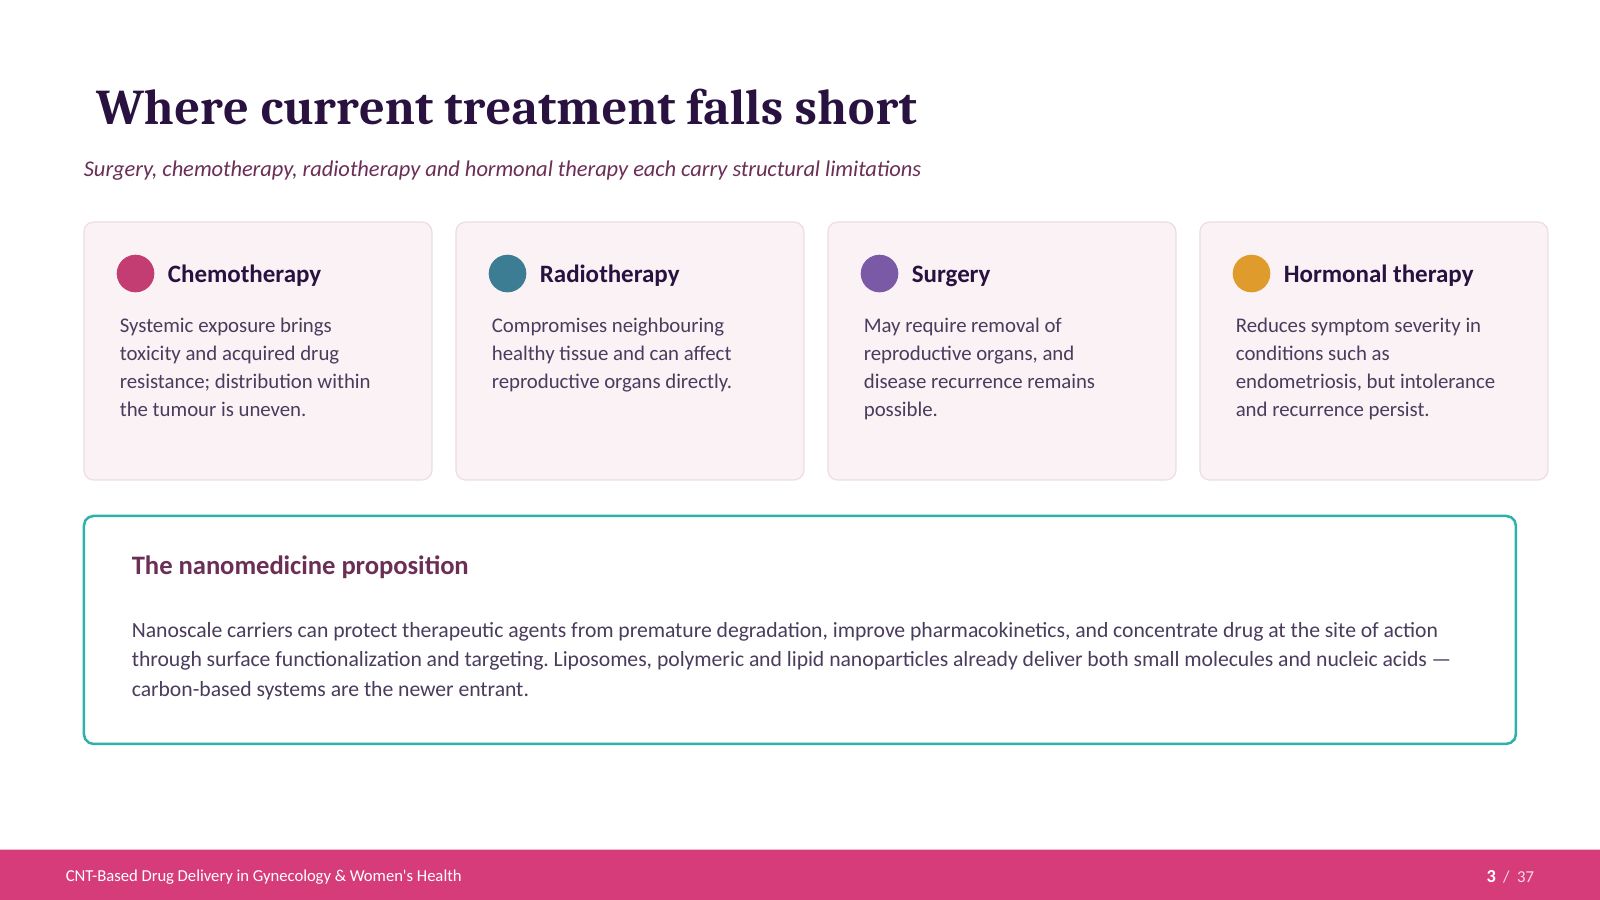 Where current treatment falls short
Surgery, chemotherapy, radiotherapy and hormonal therapy each carry structural limitations
Chemotherapy
Systemic exposure brings
toxicity and acquired drug
resistance; distribution within
the tumour is uneven.
Radiotherapy
Compromises neighbouring
healthy tissue and can affect
reproductive organs directly.
Surgery
May require removal of
reproductive organs, and
disease recurrence remains
possible.
Hormonal therapy
Reduces symptom severity in
conditions such as
endometriosis, but intolerance
and recurrence persist.
The nanomedicine proposition
Nanoscale carriers can protect therapeutic agents from premature degradation, improve pharmacokinetics, and concentrate drug at the site of action
through surface functionalization and targeting. Liposomes, polymeric and lipid nanoparticles already deliver both small molecules and nucleic acids —
carbon-based systems are the newer entrant.
CNT-Based Drug Delivery in Gynecology & Women's Health
3 / 37